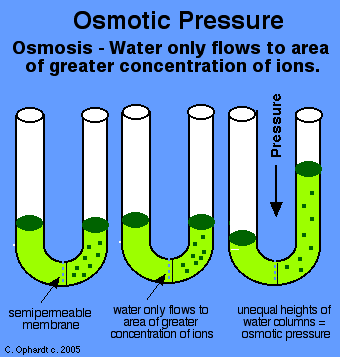 Osmotic Pressure
Osmosis - Water only flows to area
of greater concentration of ions.
Pressure
semipermeable
membrane
water only flows to
area of greater
concentration of ions
unequal heights of
water columns =
osmotic pressure
C. Ophardt c. 2005